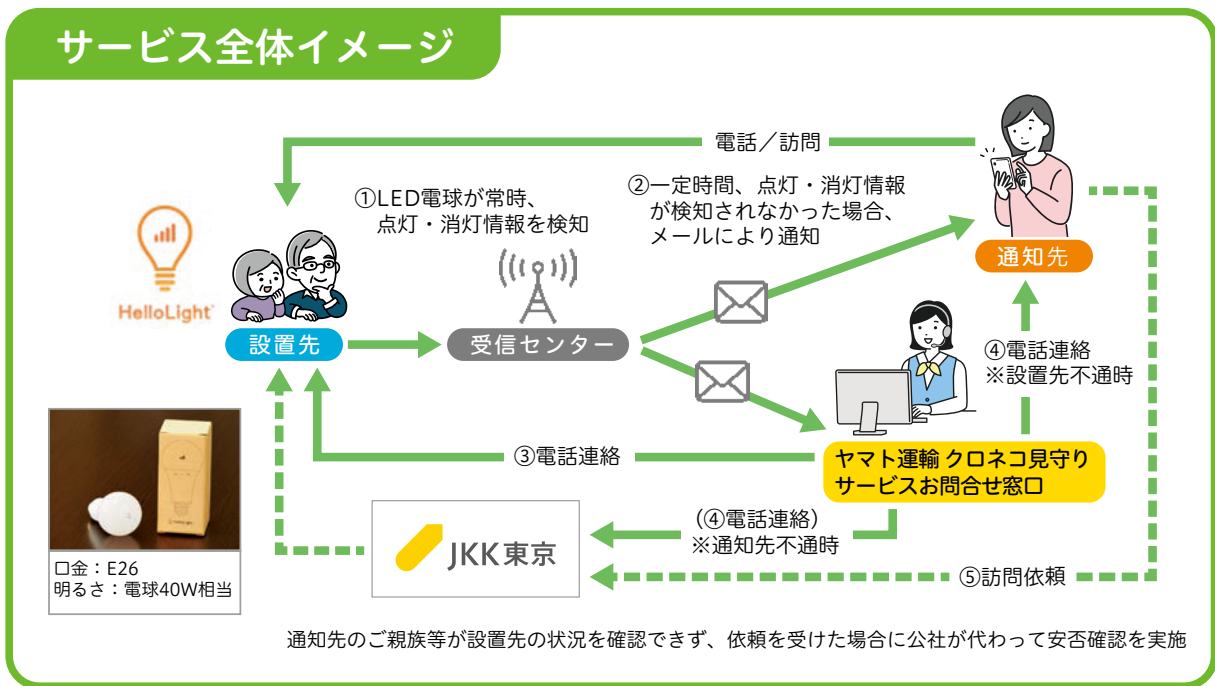 サービス全体イメージ
電話／訪問
①LED電球が常時、
点灯・消灯情報を検知
②一定時間、点灯・消灯情報
が検知されなかった場合、
メールにより通知
HelloLight
通知先
設置先
受信センター
④電話連絡
※設置先不通時
③電話連絡
ヤマト運輸 クロネコ見守り
サービスお問合せ窓口
（④電話連絡）
※通知先不通時
JKK東京
⑤訪問依頼
口金：E26
明るさ：電球40W相当
通知先のご親族等が設置先の状況を確認できず、依頼を受けた場合に公社が代わって安否確認を実施